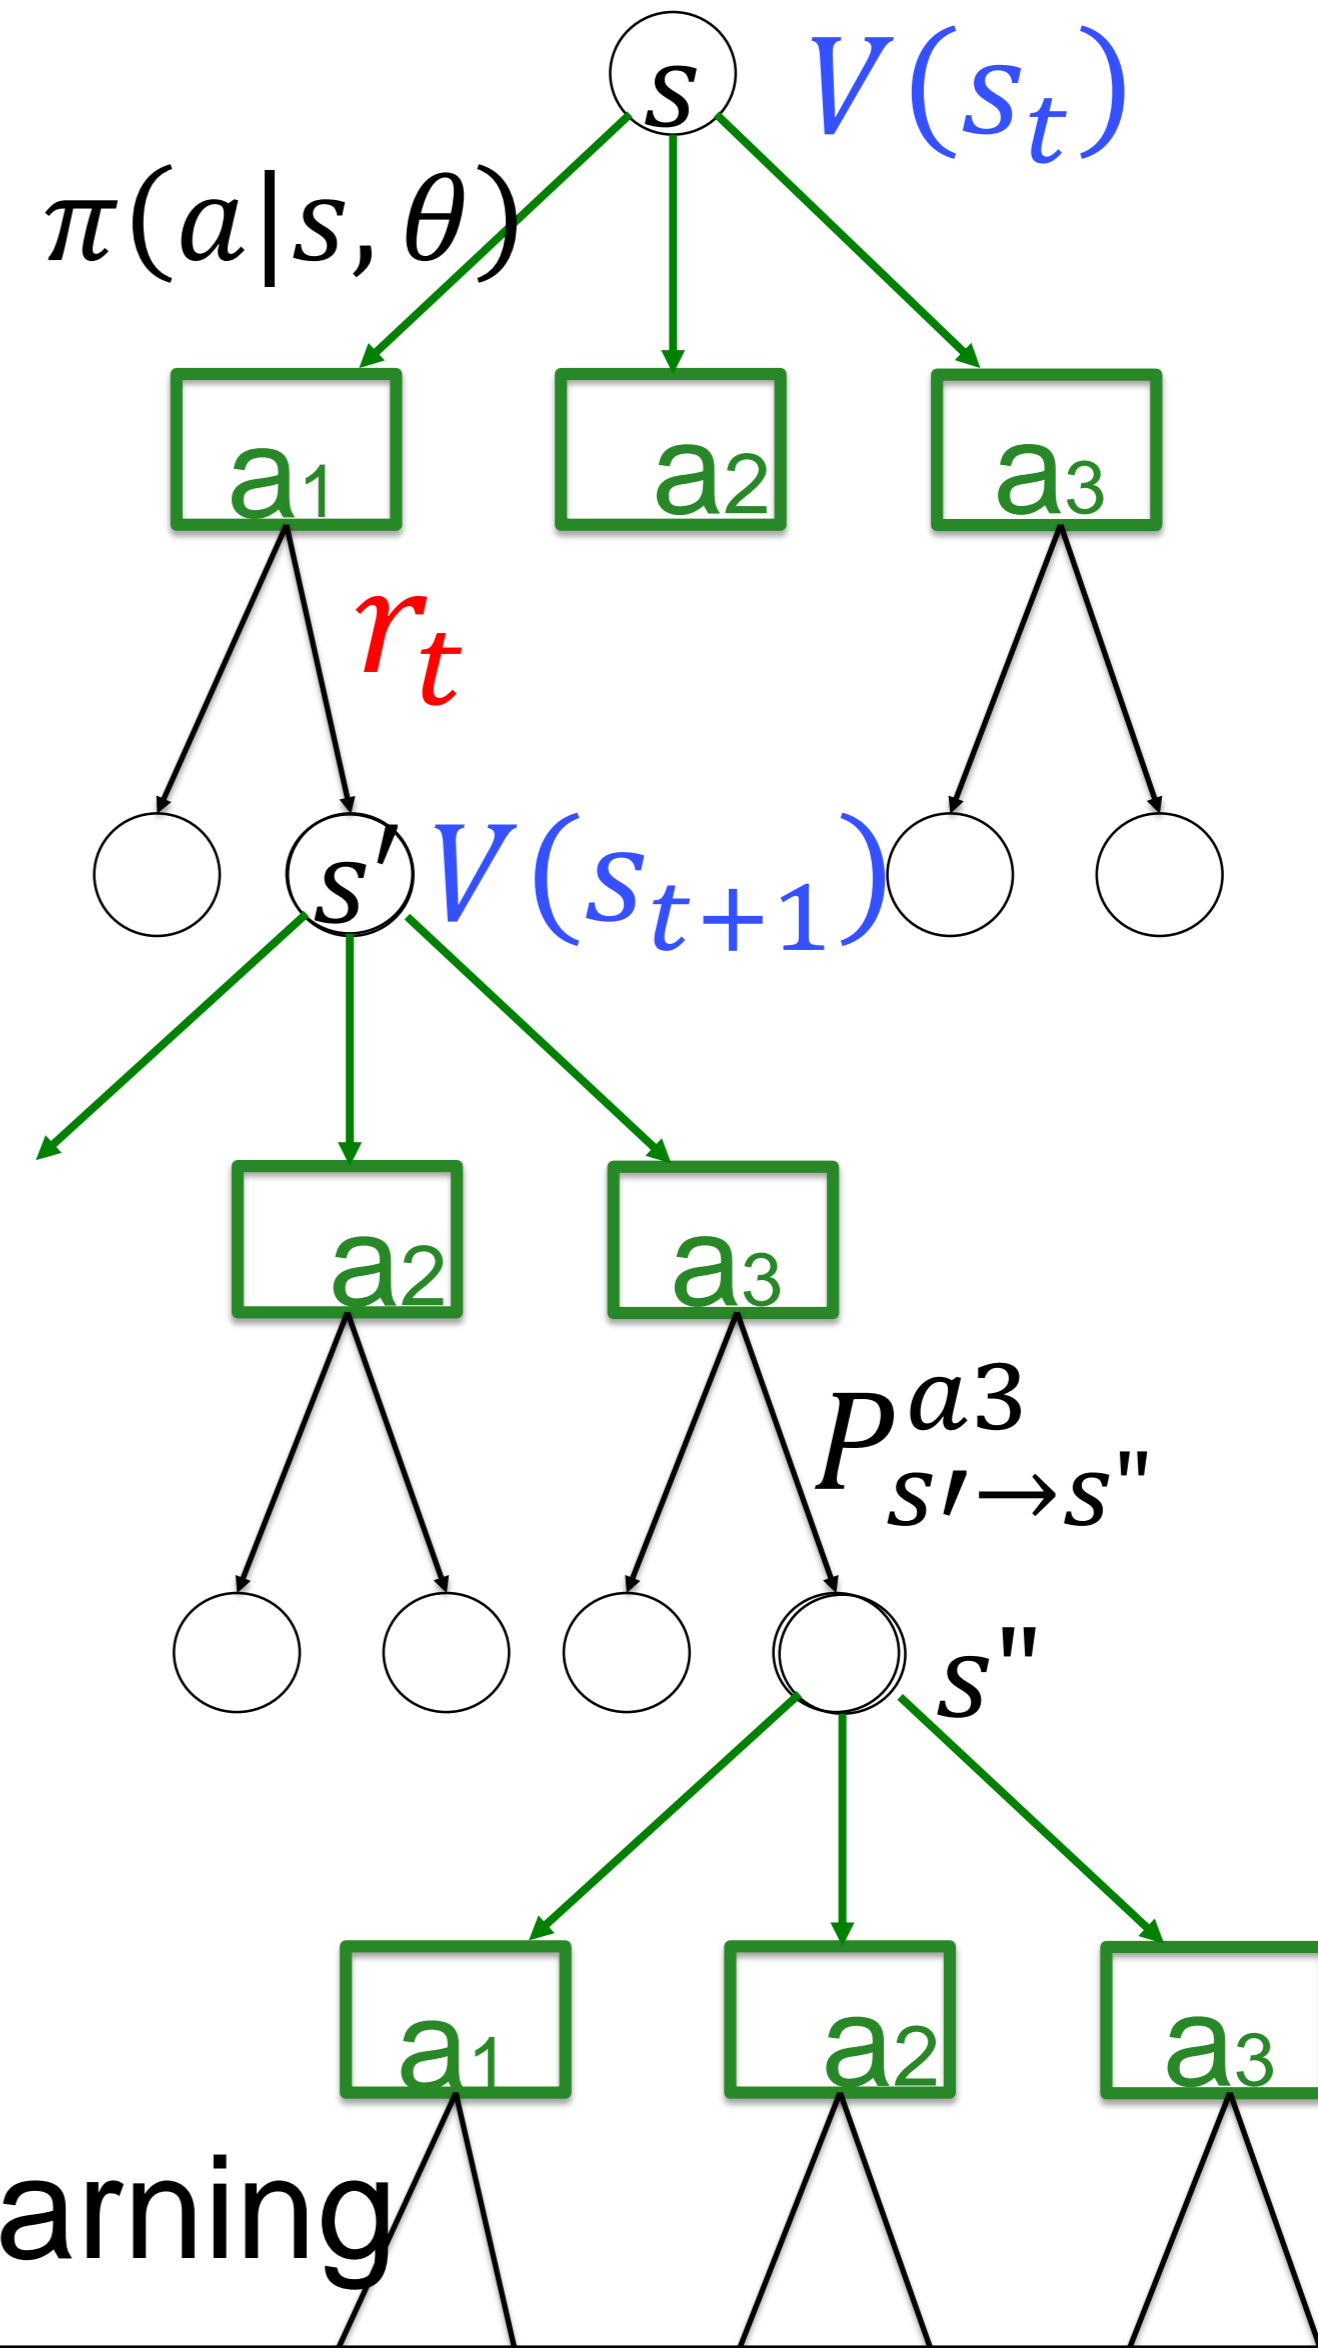 s V(s_t)
π(a|s, θ)
a1 a2 a3
r_t
s′ V(s_{t+1})
a2 a3
P^{a3}_{s′→s"}
s"
a1 a2 a3
arning